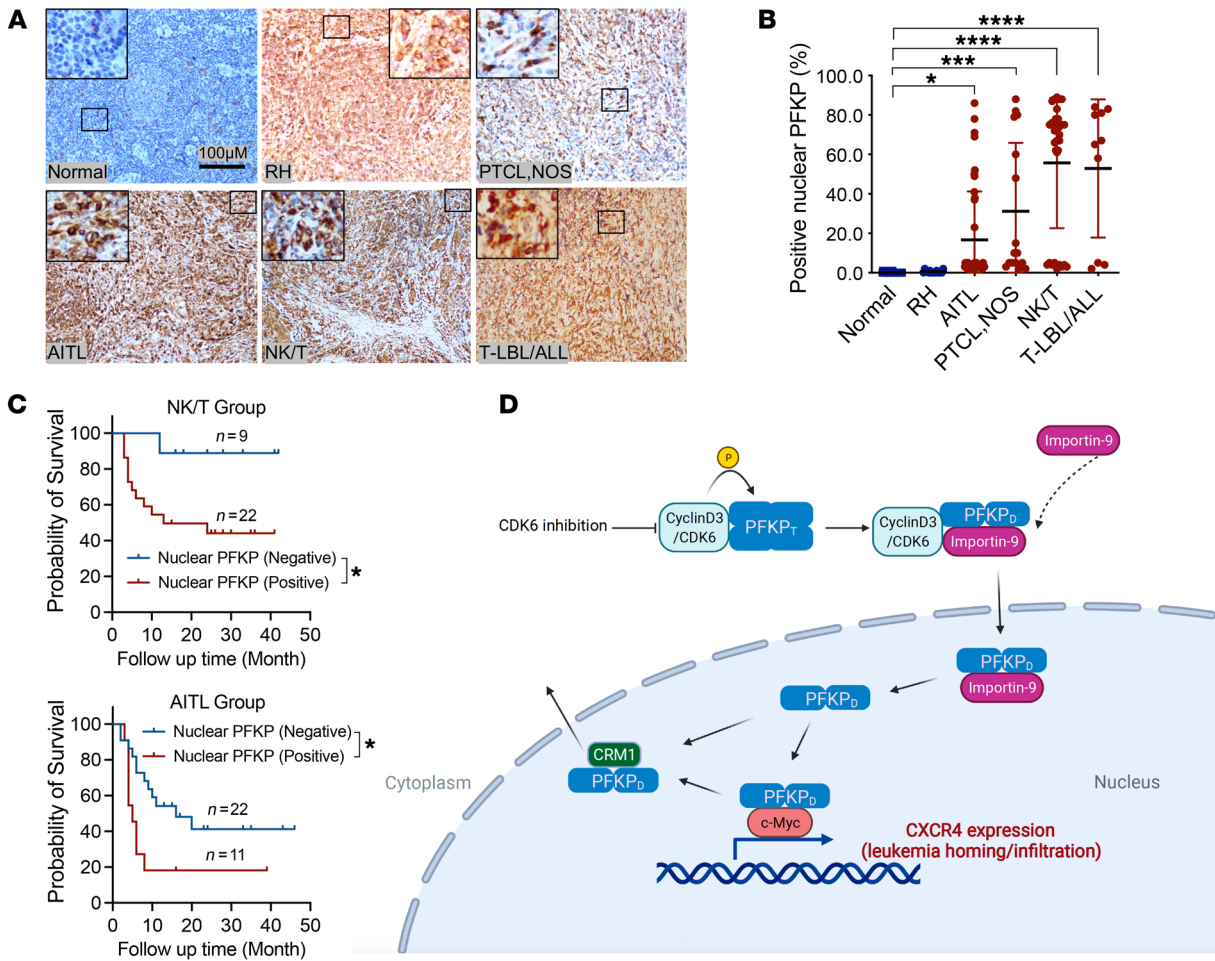 A
Normal
100µM
RH
PTCL,NOS
AITL
NK/T
T-LBL/ALL
B
****
****
***
*
Positive nuclear PFKP (%)
100.0
80.0
60.0
40.0
20.0
0.0
Normal
RH
AITL
PTCL,NOS
NK/T
T-LBL/ALL
C
NK/T Group
Probability of Survival
100
80
60
40
20
0
n=9
n=22
Nuclear PFKP (Negative)
Nuclear PFKP (Positive)
*
0 10 20 30 40 50
Follow up time (Month)
AITL Group
Probability of Survival
100
80
60
40
20
0
Nuclear PFKP (Negative)
Nuclear PFKP (Positive)
*
n=22
n=11
0 10 20 30 40 50
Follow up time (Month)
D
Importin-9
P
CDK6 inhibition
CyclinD3
/CDK6
PFKPT
CyclinD3
/CDK6
PFKPD
Importin-9
PFKPD
Importin-9
PFKPD
CRM1
PFKPD
Cytoplasm
Nucleus
PFKPD
c-Myc
CXCR4 expression
(leukemia homing/infiltration)